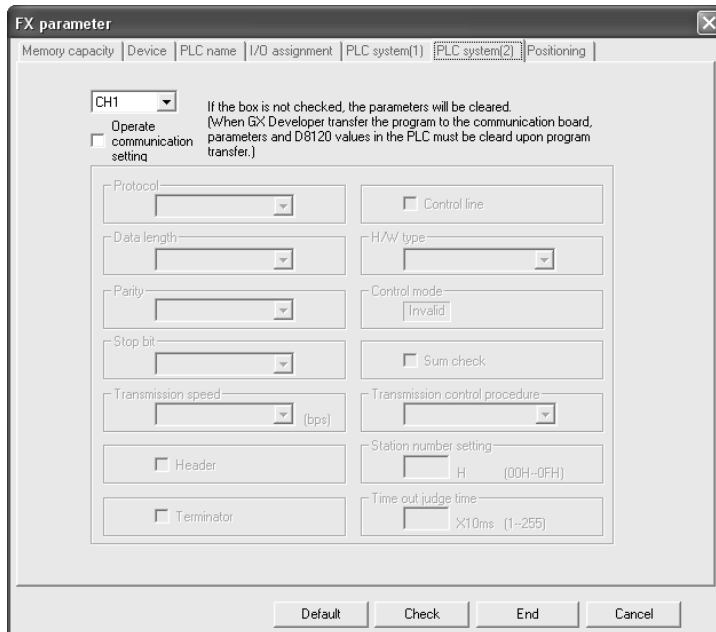 FX parameter
Memory capacity Device PLC name I/O assignment PLC system(1) PLC system(2) Positioning
CH1
If the box is not checked, the parameters will be cleared.
(When GX Developer transfer the program to the communication board,
parameters and D8120 values in the PLC must be cleard upon program
transfer.)
Operate
communication
setting
Protocol
Control line
Data length
H/W type
Parity
Control mode
Invalid
Stop bit
Sum check
Transmission speed
(bps)
Transmission control procedure
Header
Station number setting
H (00H--0FH)
Terminator
Time out judge time
X10ms (1--255)
Default Check End Cancel